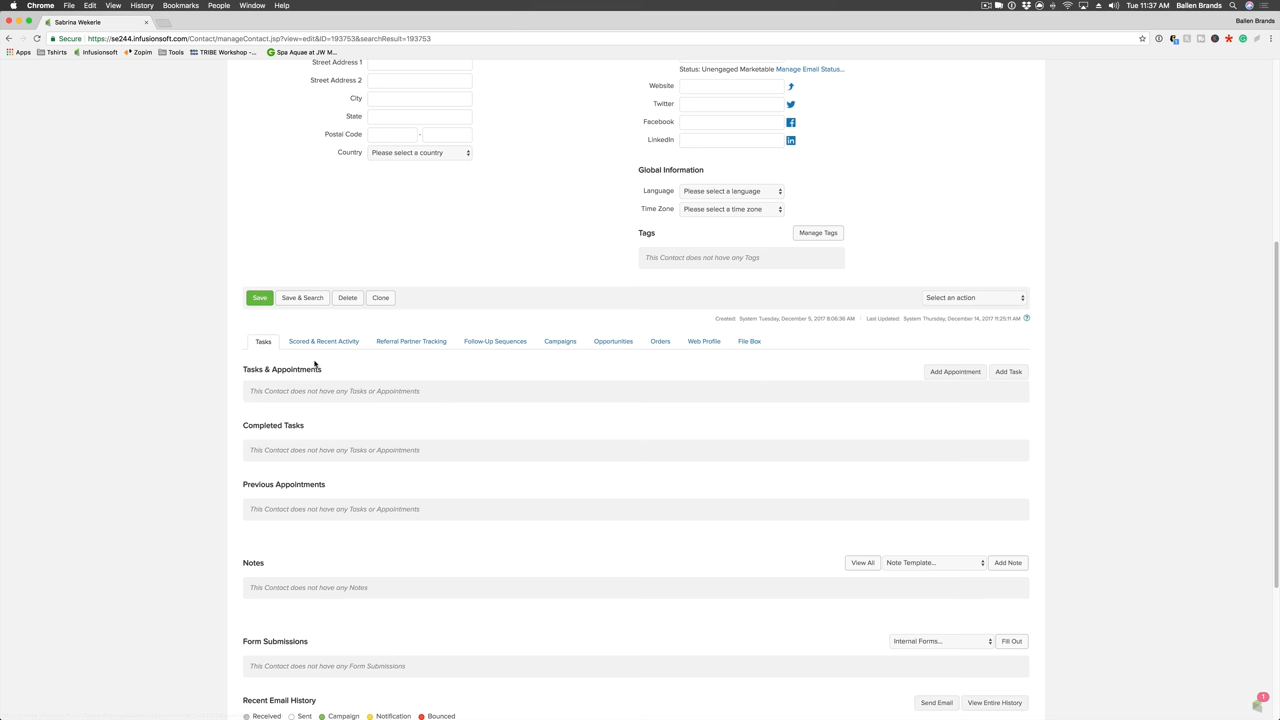 Chrome File Edit View History Bookmarks People Window Help
Tuesday 11:37 AM Ballen Brands
Sabrina Wekerle
Ballen Brands
Secure https://se244.infusionsoft.com/Contact/manageContact.jsp?view=edit&ID=193753&searchResult=193753
Apps Tshirts Infusionsoft Zopim Tools TRIBE Workshop -... Spa Aquae at JW M...
Street Address 1
Street Address 2
City
State
Postal Code -
Country Please select a country
Status: Unengaged Marketable Manage Email Status...
Website
Twitter
Facebook
LinkedIn
Global Information
Language Please select a language
Time Zone Please select a time zone
Tags Manage Tags
This Contact does not have any Tags
Save Save & Search Delete Clone Select an action
Created: System Tuesday, December 5, 2017 8:06:36 AM | Last Updated: System Thursday, December 14, 2017 11:25:11 AM ?
Tasks Scored & Recent Activity Referral Partner Tracking Follow-Up Sequences Campaigns Opportunities Orders Web Profile File Box
Tasks & Appointments Add Appointment Add Task
This Contact does not have any Tasks or Appointments
Completed Tasks
This Contact does not have any Tasks or Appointments
Previous Appointments
This Contact does not have any Tasks or Appointments
Notes View All Note Template... Add Note
This Contact does not have any Notes
Form Submissions Internal Forms... Fill Out
This Contact does not have any Form Submissions
Recent Email History Send Email View Entire History
Received Sent Campaign Notification Bounced
1